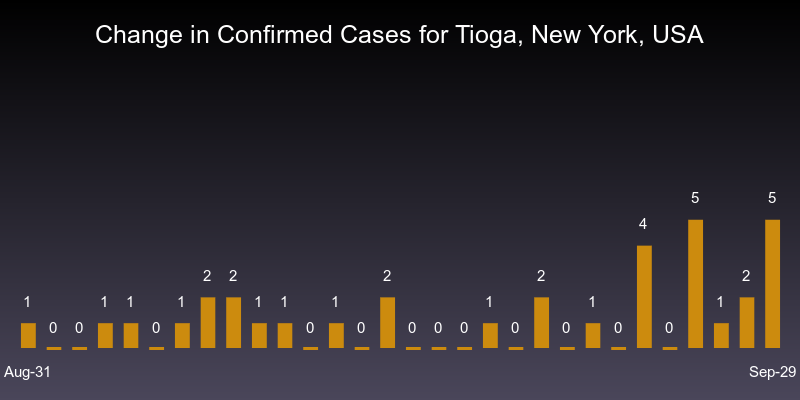 Change in Confirmed Cases for Tioga, New York, USA
1 0 0 1 1 0 1 2 2 1 1 0 1 0 2 0 0 0 1 0 2 0 1 0 4 0 5 1 2 5
Aug-31 Sep-29